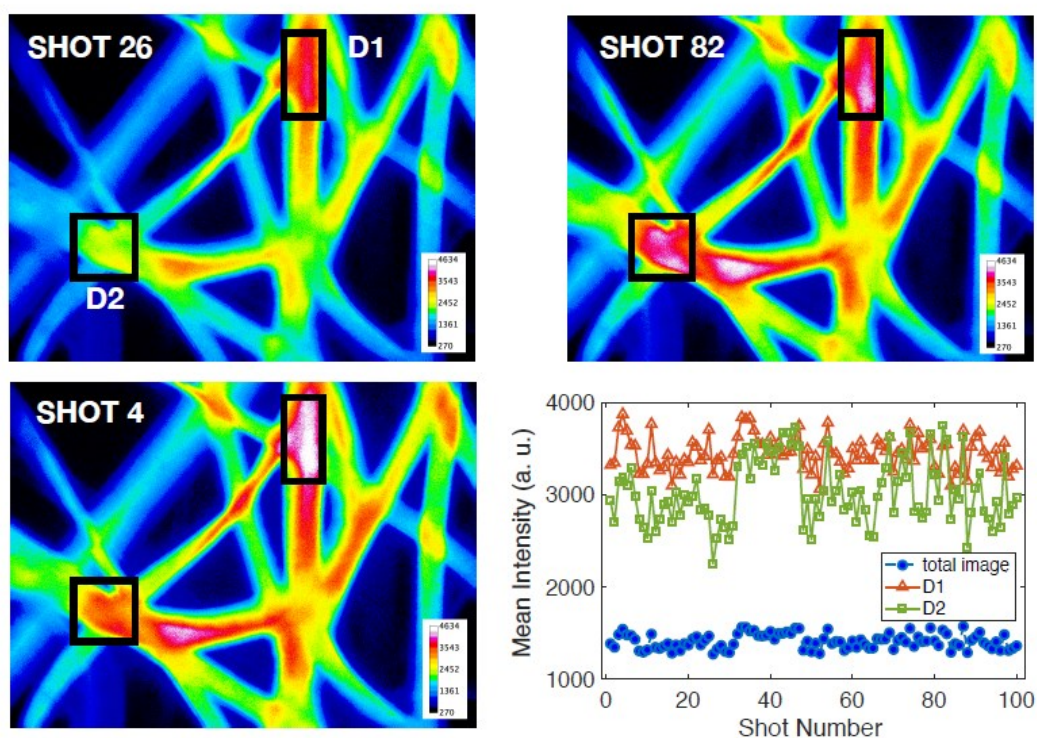 SHOT 26
D1
D2
4634
3543
2452
1361
270
SHOT 82
4634
3543
2452
1361
270
SHOT 4
4634
3543
2452
1361
270
4000
3000
2000
1000
Mean Intensity (a. u.)
total image
D1
D2
0 20 40 60 80 100
Shot Number